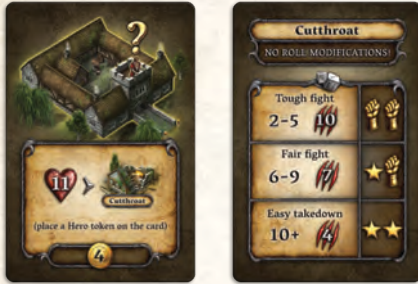 ?
11
Cutthroat
(place a Hero token on the card)
4
Cutthroat
NO ROLL MODIFICATIONS!
Tough fight
2-5 10
Fair fight
6-9 7
Easy takedown
10+ 4